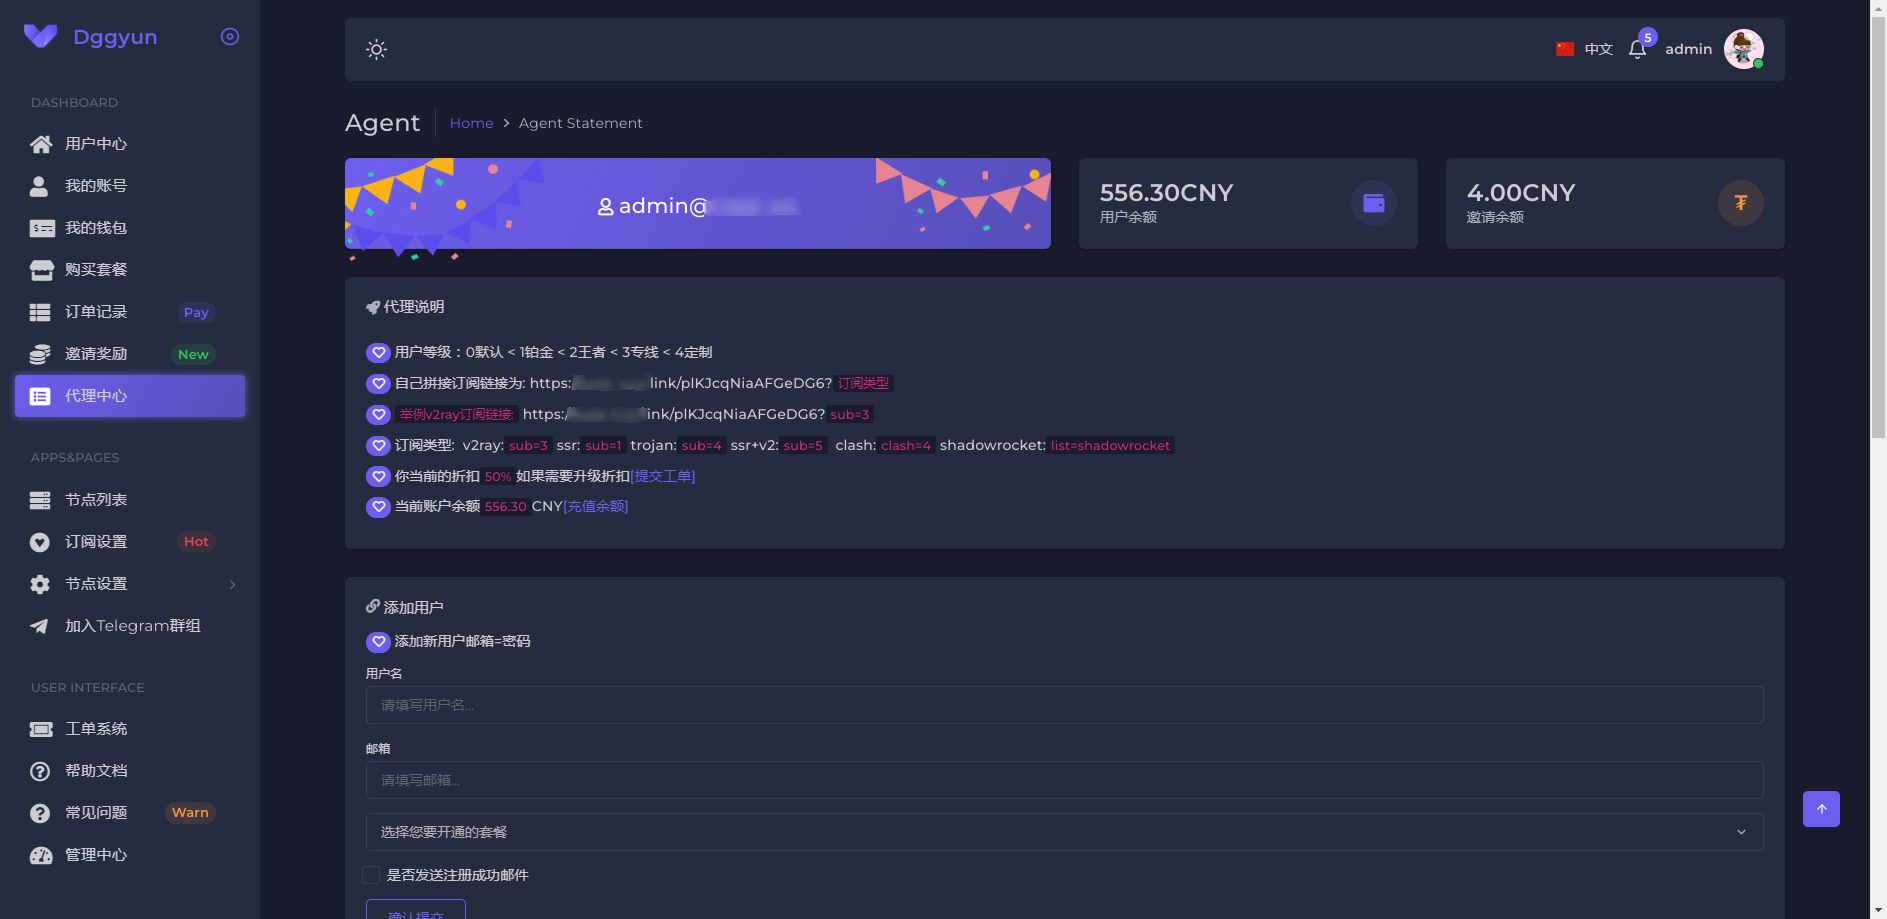 Dggyun
DASHBOARD
用户中心
我的账号
我的钱包
购买套餐
订单记录 Pay
邀请奖励 New
代理中心
APPS&PAGES
节点列表
订阅设置 Hot
节点设置
加入Telegram群组
USER INTERFACE
工单系统
帮助文档
常见问题 Warn
管理中心
中文 5 admin
Agent Home > Agent Statement
admin@
556.30CNY
用户余额
4.00CNY
邀请余额
代理说明
用户等级：0默认 < 1铂金 < 2王者 < 3专线 < 4定制
自己拼接订阅链接为: https:/ link/plKJcqNiaAFGeDG6? 订阅类型
举例v2ray订阅链接: https:/ ink/plKJcqNiaAFGeDG6? sub=3
订阅类型: v2ray: sub=3 ssr: sub=1 trojan: sub=4 ssr+v2: sub=5 clash: clash=4 shadowrocket: list=shadowrocket
你当前的折扣 50% 如果需要升级折扣[提交工单]
当前账户余额 556.30 CNY[充值余额]
添加用户
添加新用户邮箱=密码
用户名
请填写用户名...
邮箱
请填写邮箱...
选择您要开通的套餐
是否发送注册成功邮件
确认提交